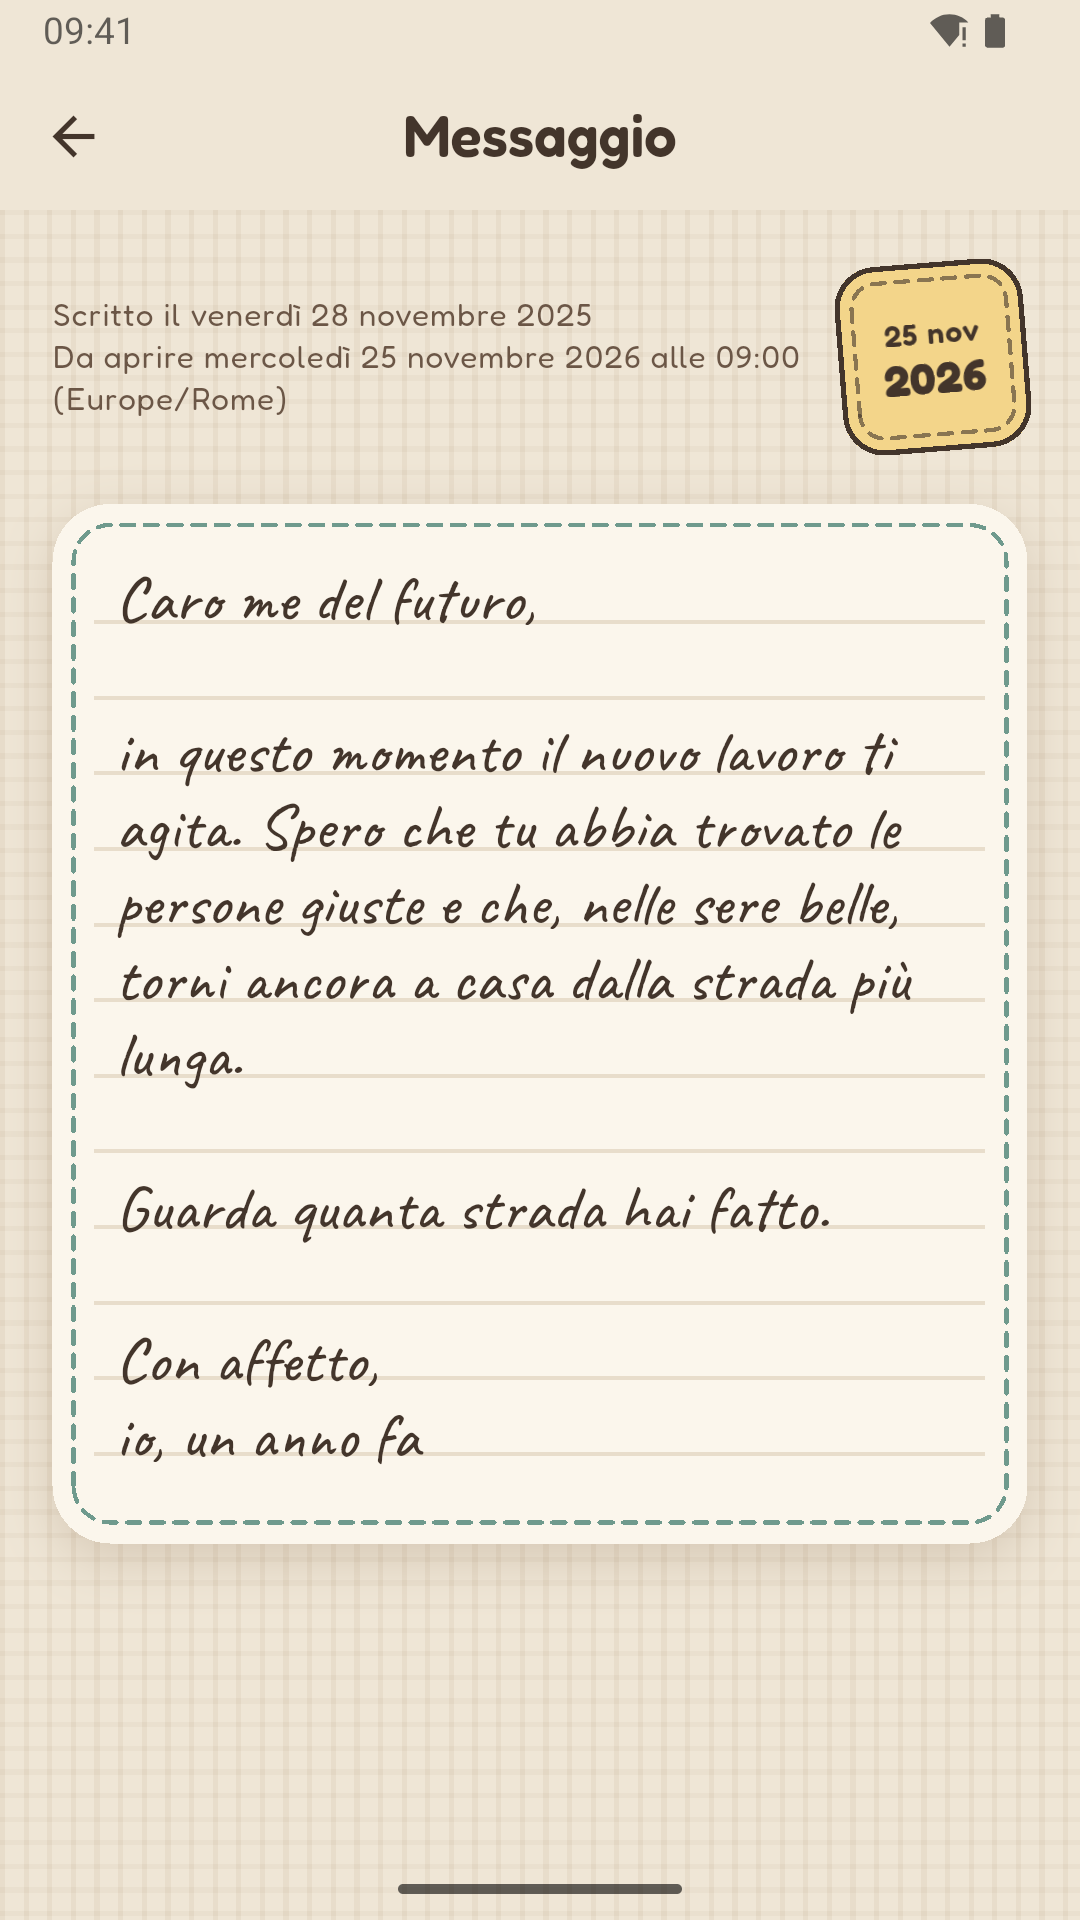 09:41
Messaggio
Scritto il venerdì 28 novembre 2025
Da aprire mercoledì 25 novembre 2026 alle 09:00
(Europe/Rome)
25 nov
2026
Caro me del futuro,
in questo momento il nuovo lavoro ti
agita. Spero che tu abbia trovato le
persone giuste e che, nelle sere belle,
torni ancora a casa dalla strada più
lunga.
Guarda quanta strada hai fatto.
Con affetto,
io, un anno fa